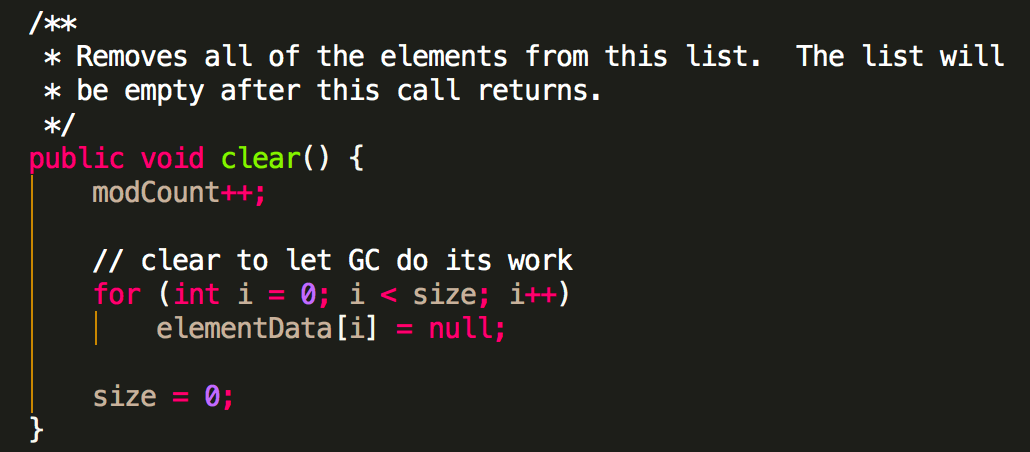 /**
 * Removes all of the elements from this list.  The list will
 * be empty after this call returns.
 */
public void clear() {
    modCount++;

    // clear to let GC do its work
    for (int i = 0; i < size; i++)
        elementData[i] = null;

    size = 0;
}